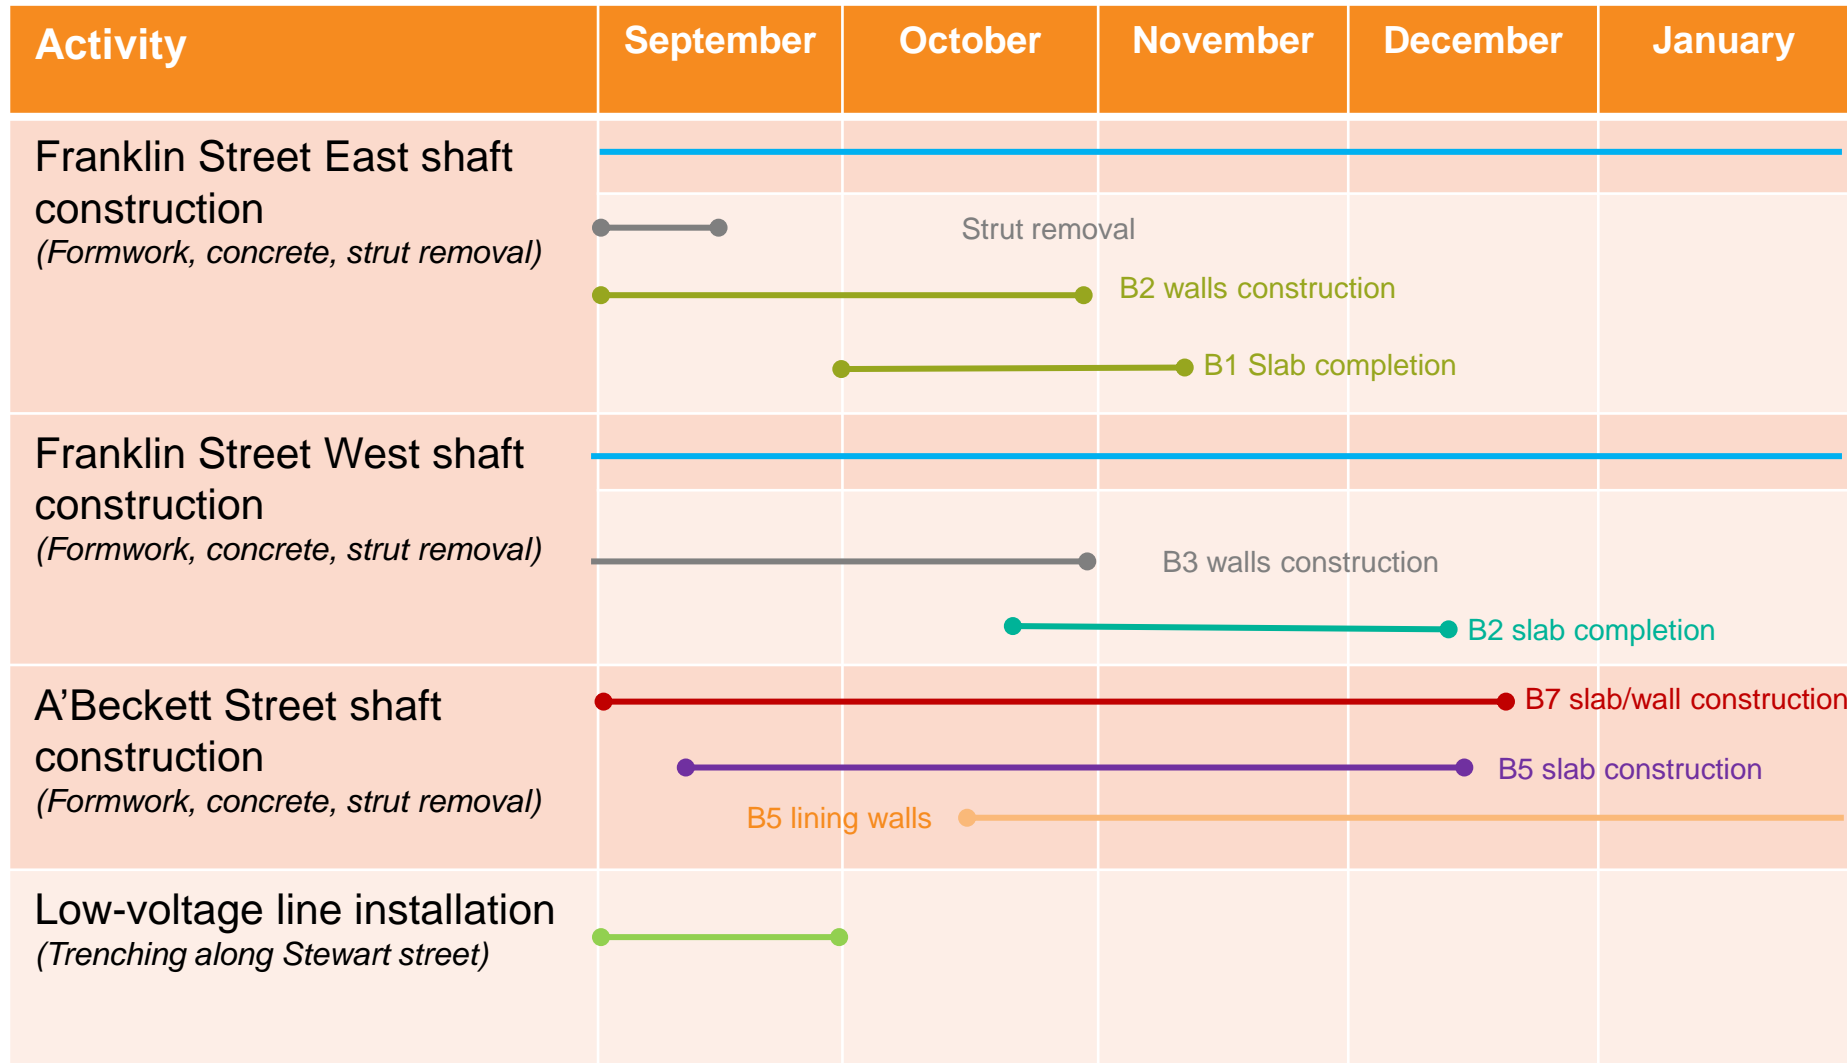 Activity
September
October
November
December
January
Franklin Street East shaft
construction
(Formwork, concrete, strut removal)
Strut removal
B2 walls construction
B1 Slab completion
Franklin Street West shaft
construction
(Formwork, concrete, strut removal)
B3 walls construction
B2 slab completion
A’Beckett Street shaft
construction
(Formwork, concrete, strut removal)
B7 slab/wall construction
B5 slab construction
B5 lining walls
Low-voltage line installation
(Trenching along Stewart street)